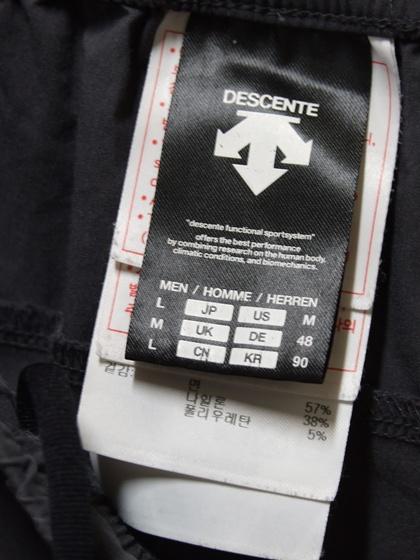 DESCENTE
"descente functional sportsystem"
offers the best performance
by combining research on the human body,
climatic conditions, and biomechanics.
MEN / HOMME / HERREN
L JP US M
M UK DE 48
L CN KR 90
겉감:
면 57%
나일론 38%
폴리우레탄 5%